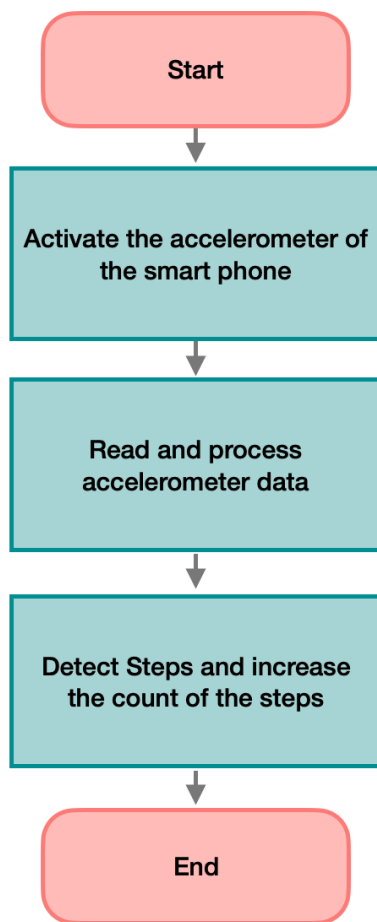 Start
Activate the accelerometer of
the smart phone
Read and process
accelerometer data
Detect Steps and increase
the count of the steps
End